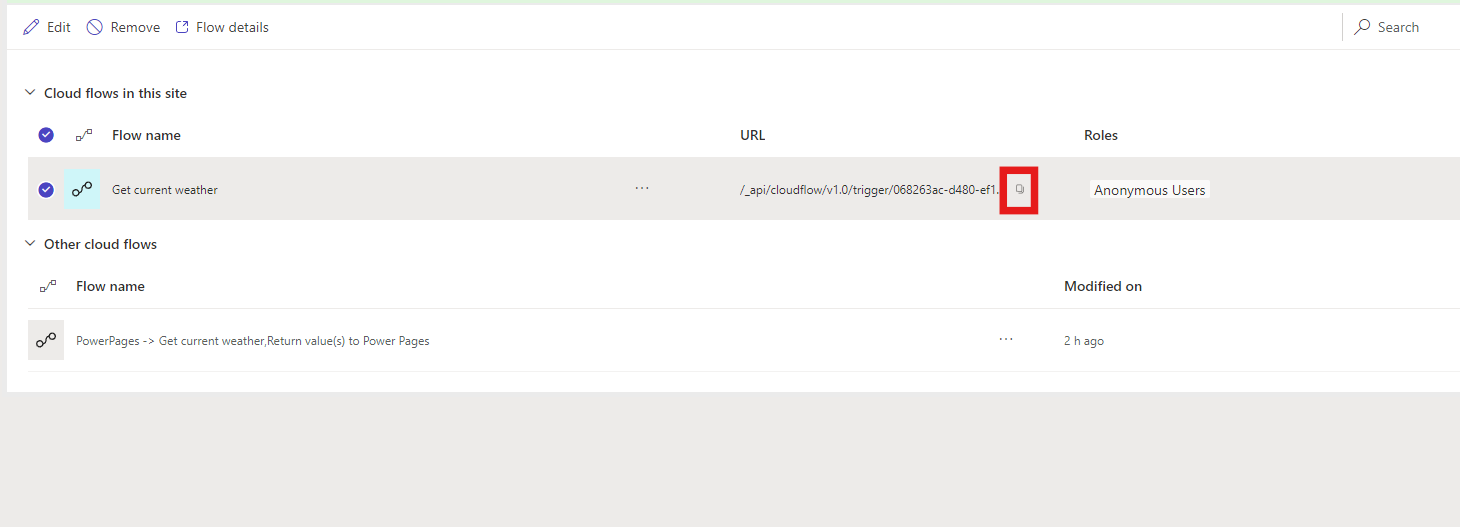 Edit Remove Flow details Search
Cloud flows in this site
Flow name URL Roles
Get current weather ... /_api/cloudflow/v1.0/trigger/068263ac-d480-ef1. Anonymous Users
Other cloud flows
Flow name Modified on
PowerPages -> Get current weather,Return value(s) to Power Pages ... 2 h ago